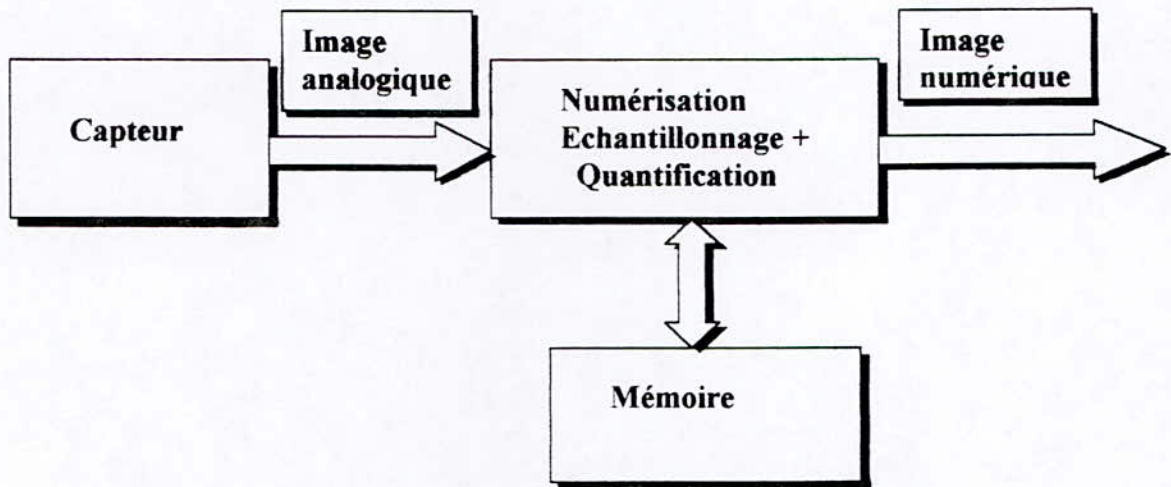 Capteur
Image
analogique
Numérisation
Echantillonnage +
Quantification
Image
numérique
Mémoire